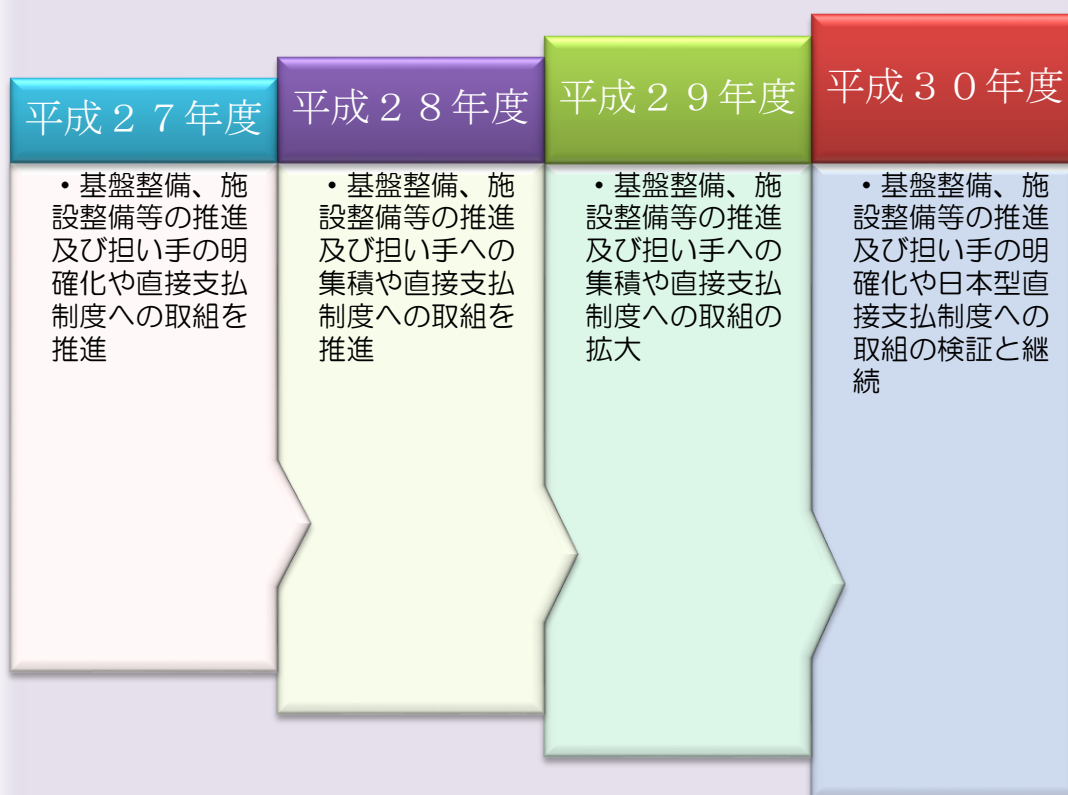 平成２７年度
・基盤整備、施
設整備等の推進
及び担い手の明
確化や直接支払
制度への取組を
推進
平成２８年度
・基盤整備、施
設整備等の推進
及び担い手への
集積や直接支払
制度への取組を
推進
平成２９年度
・基盤整備、施
設整備等の推進
及び担い手への
集積や直接支払
制度への取組の
拡大
平成３０年度
・基盤整備、施
設整備等の推進
及び担い手の明
確化や日本型直
接支払制度への
取組の検証と継
続